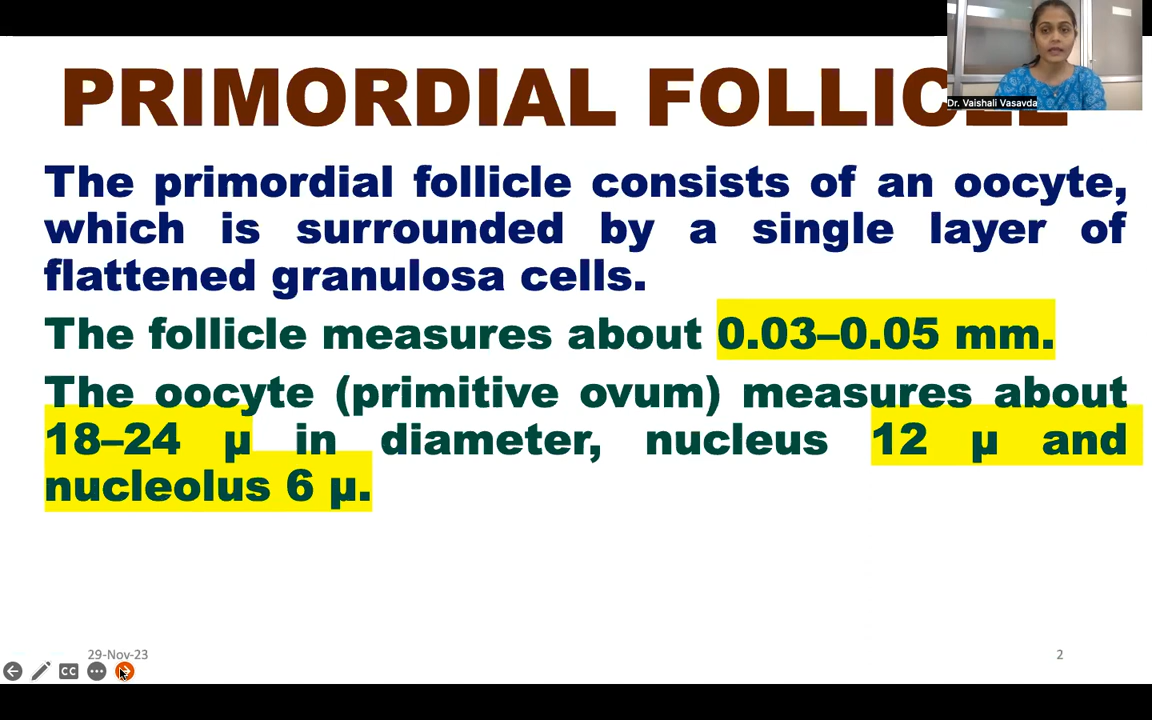 PRIMORDIAL FOLLICLE
Dr. Vaishali Vasavda
The primordial follicle consists of an oocyte,
which is surrounded by a single layer of
flattened granulosa cells.
The follicle measures about 0.03–0.05 mm.
The oocyte (primitive ovum) measures about
18–24 µ in diameter, nucleus 12 µ and
nucleolus 6 µ.
29-Nov-23
2
CC